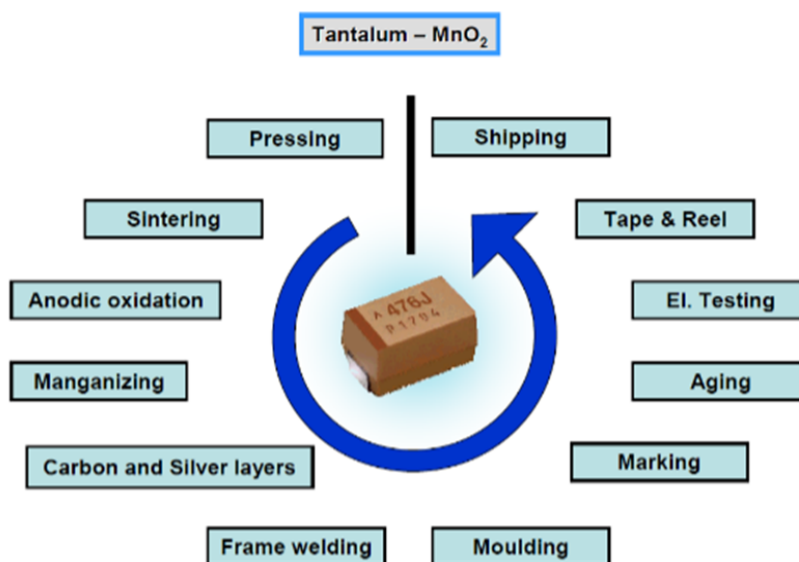 Tantalum – MnO₂
Pressing
Shipping
Sintering
Tape & Reel
Anodic oxidation
El. Testing
Manganizing
Aging
Carbon and Silver layers
Marking
Frame welding
Moulding
A 476J
P1704